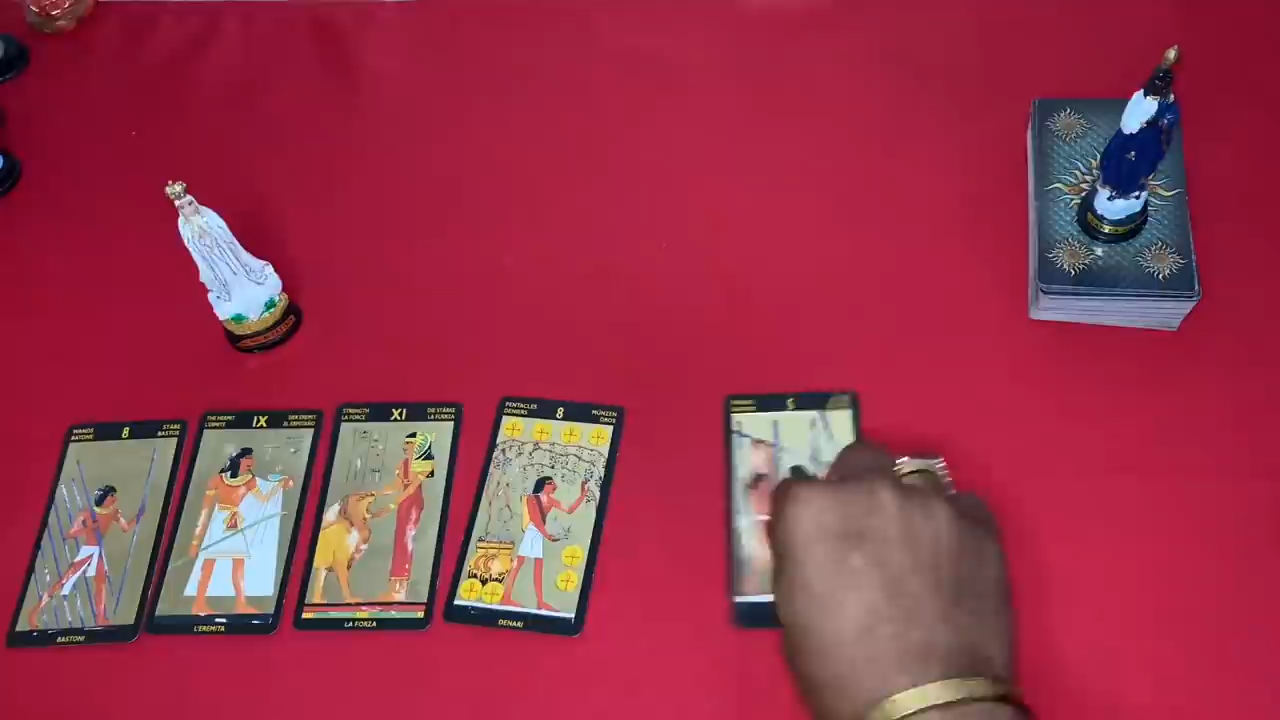 WANDS
BATONS
8
STÄBE
BASTOS
BASTONI
THE HERMIT
L'ERMITE
IX
DER EREMIT
EL ERMITAÑO
L'EREMITA
STRENGTH
LA FORCE
XI
DIE STÄRKE
LA FUERZA
LA FORZA
PENTACLES
DENIERS
8
MÜNZEN
OROS
DENARI